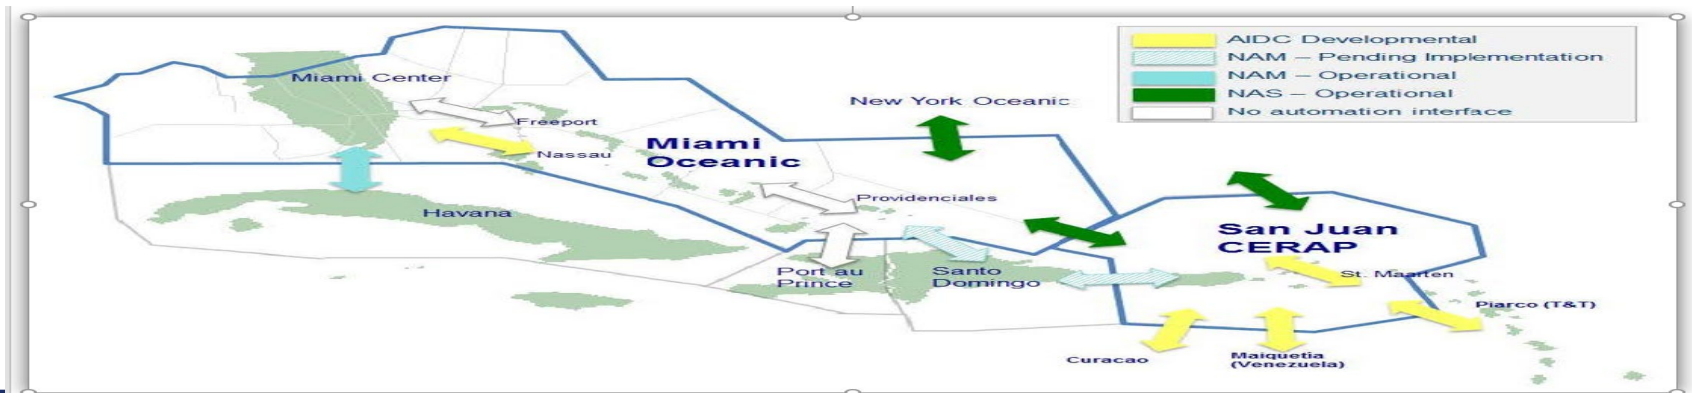 AIDC Developmental
NAM – Pending Implementation
NAM – Operational
NAS – Operational
No automation interface
Miami Center
New York Oceanic
Freeport
Nassau
Miami
Oceanic
Providenciales
Havana
San Juan
CERAP
Port au
Prince
Santo
Domingo
St. Maarten
Piarco (T&T)
Curacao
Maiquetia
(Venezuela)